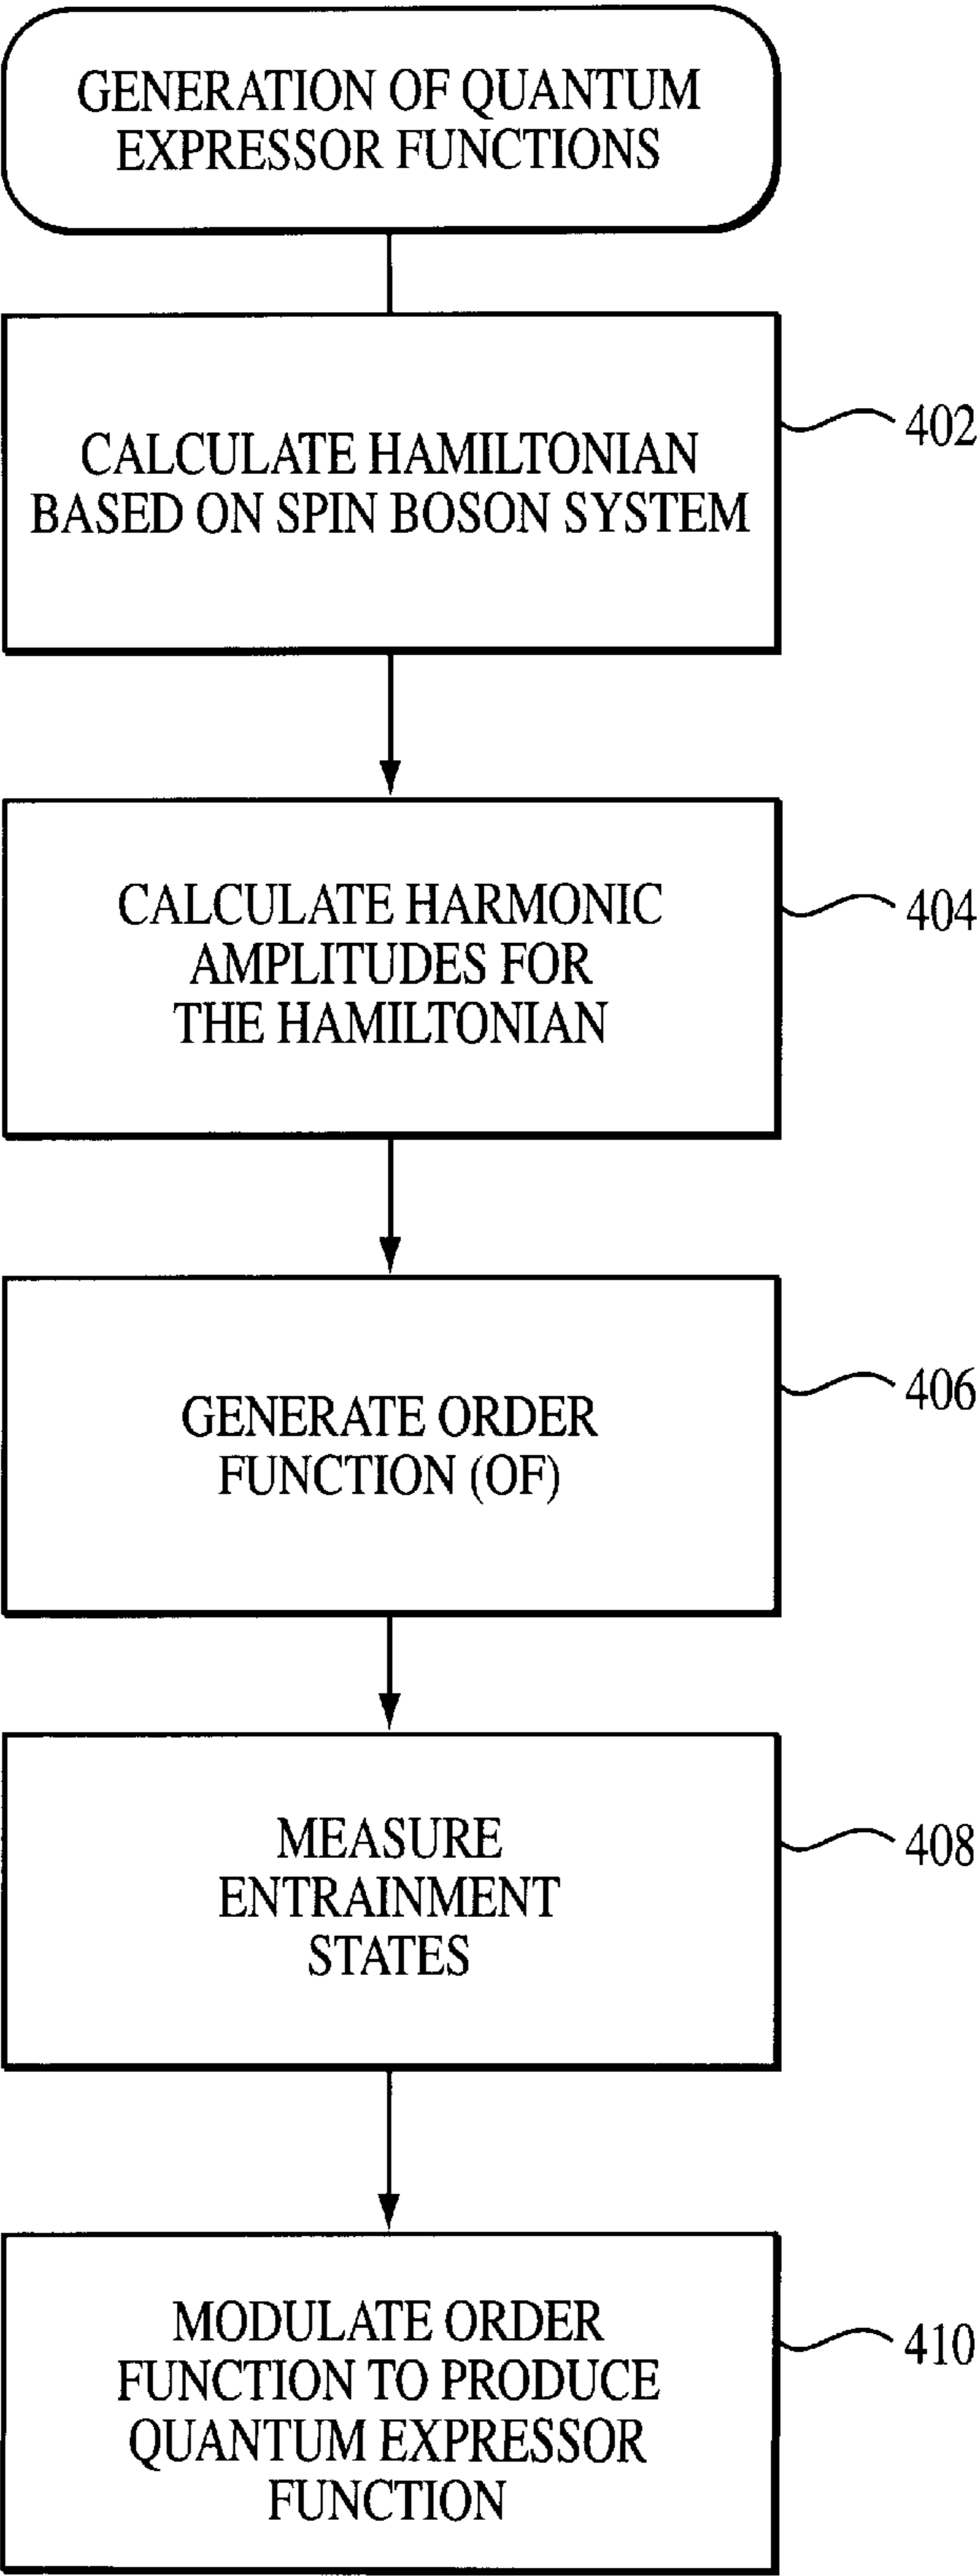 GENERATION OF QUANTUM
EXPRESSOR FUNCTIONS
CALCULATE HAMILTONIAN
BASED ON SPIN BOSON SYSTEM
402
CALCULATE HARMONIC
AMPLITUDES FOR
THE HAMILTONIAN
404
GENERATE ORDER
FUNCTION (OF)
406
MEASURE
ENTRAINMENT
STATES
408
MODULATE ORDER
FUNCTION TO PRODUCE
QUANTUM EXPRESSOR
FUNCTION
410